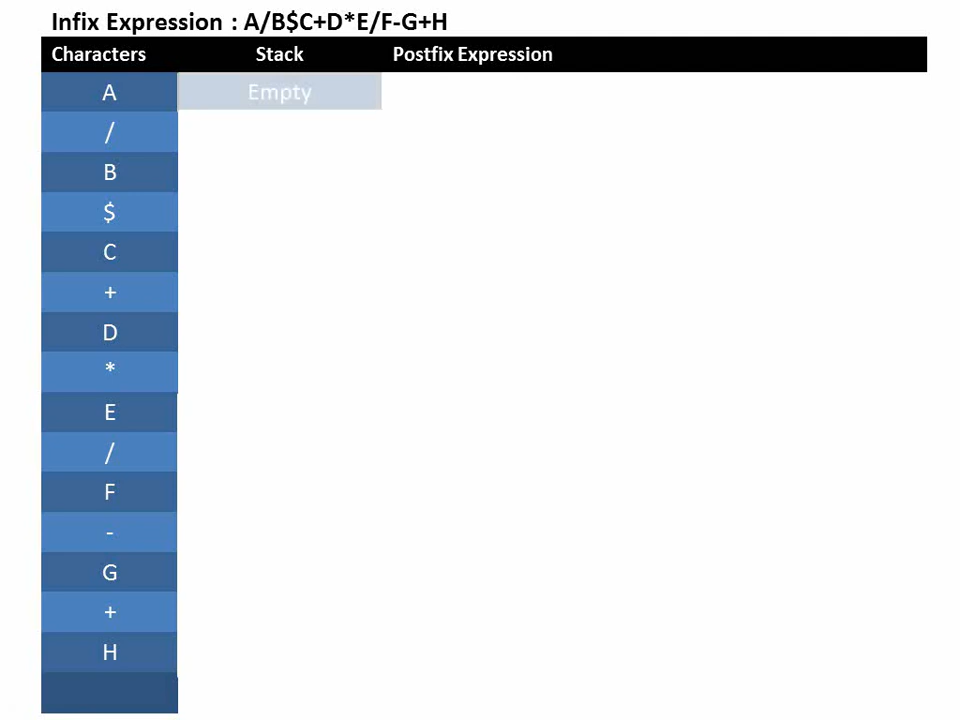 Infix Expression : A/B$C+D*E/F-G+H
Characters Stack Postfix Expression
A Empty
/
B
$
C
+
D
*
E
/
F
-
G
+
H